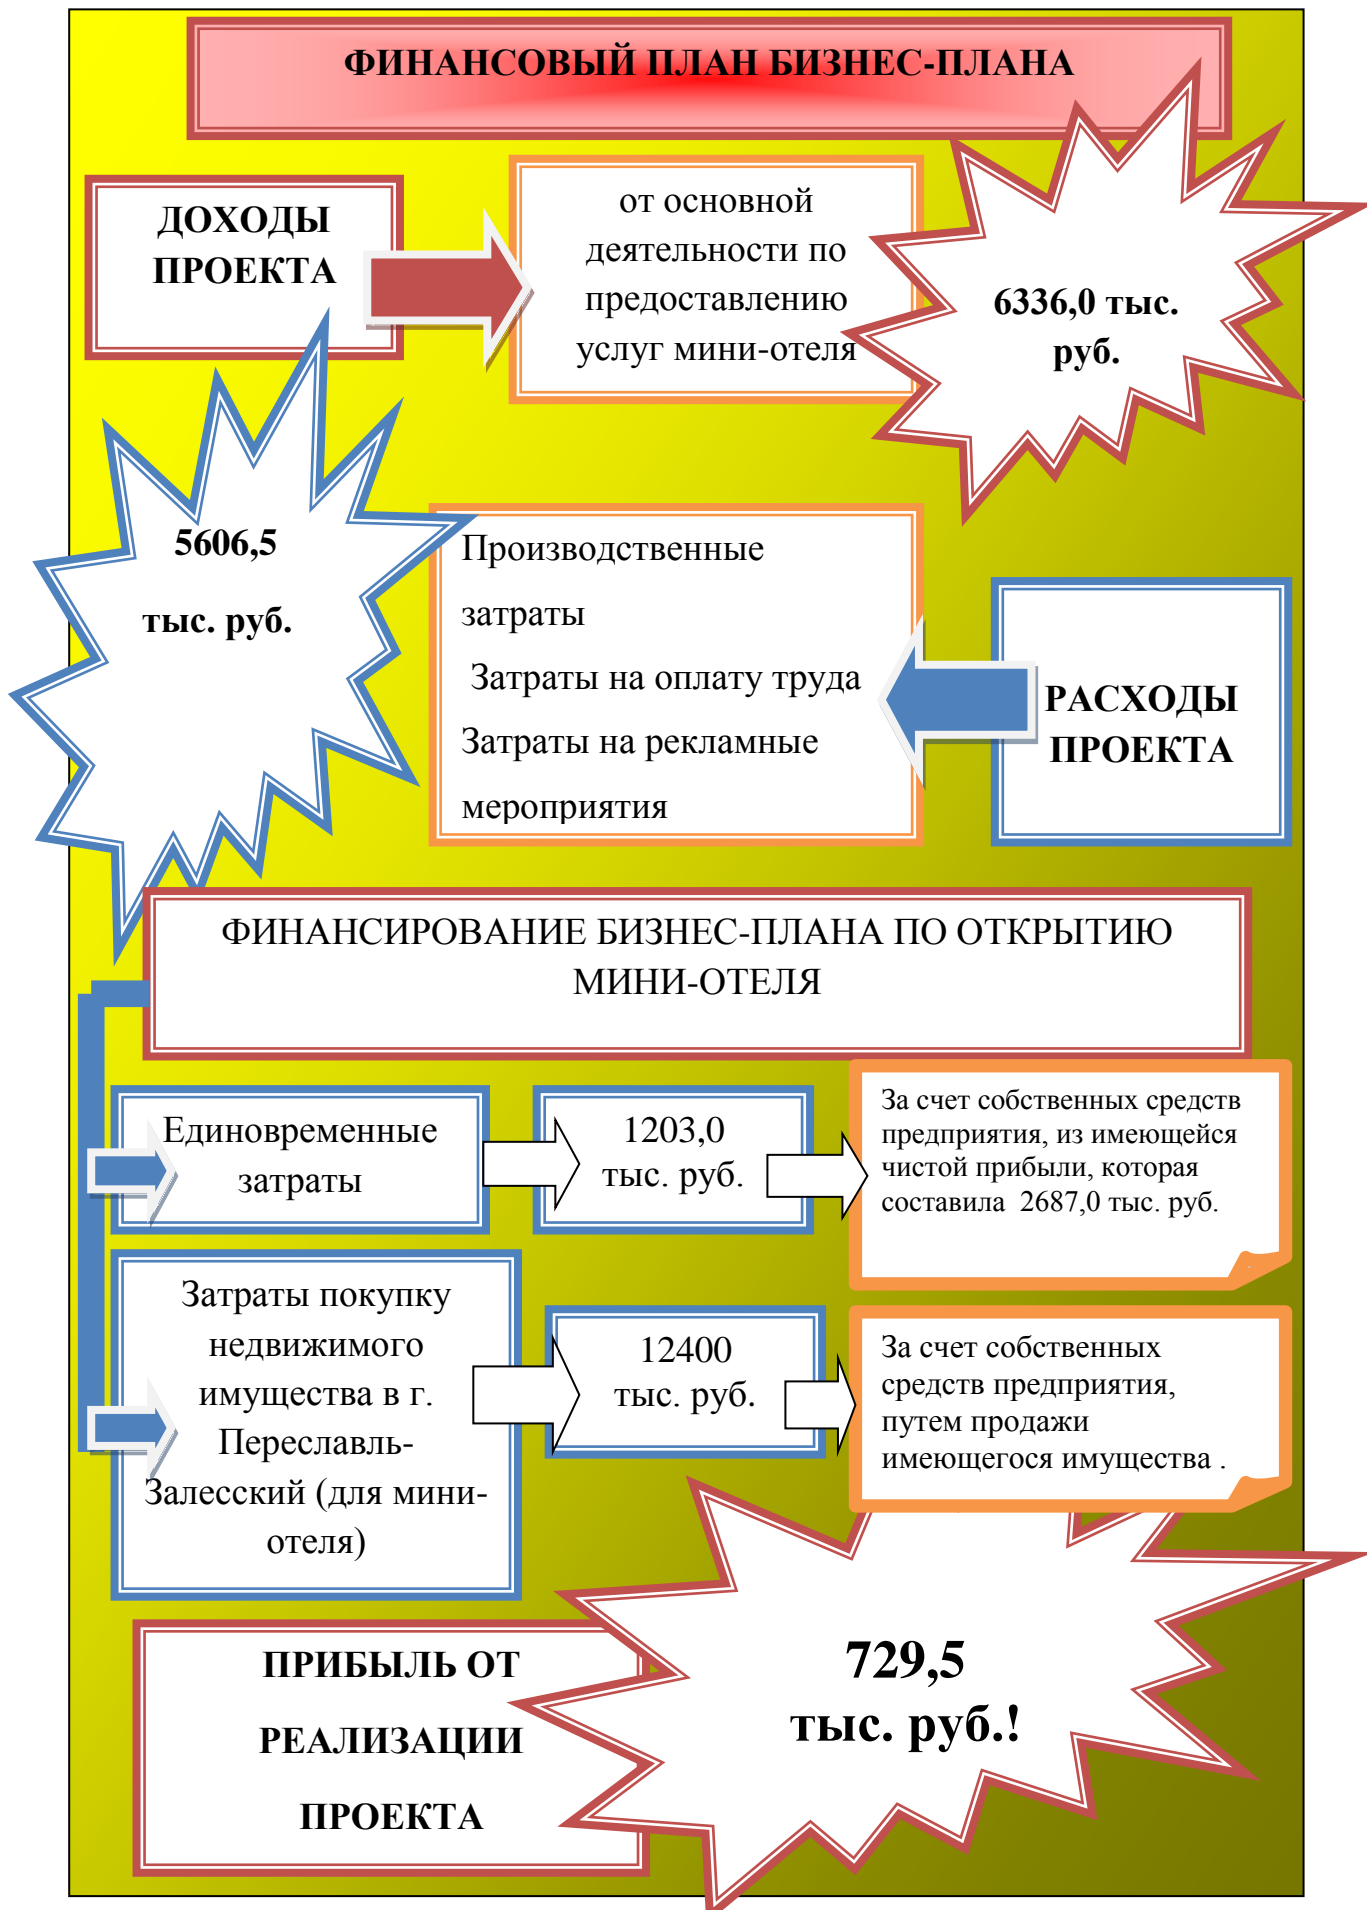 ФИНАНСОВЫЙ ПЛАН БИЗНЕС-ПЛАНА
ДОХОДЫ
ПРОЕКТА
от основной
деятельности по
предоставлению
услуг мини-отеля
6336,0 тыс.
руб.
5606,5
тыс. руб.
Производственные
затраты
Затраты на оплату труда
Затраты на рекламные
мероприятия
РАСХОДЫ
ПРОЕКТА
ФИНАНСИРОВАНИЕ БИЗНЕС-ПЛАНА ПО ОТКРЫТИЮ
МИНИ-ОТЕЛЯ
Единовременные
затраты
1203,0
тыс. руб.
За счет собственных средств
предприятия, из имеющейся
чистой прибыли, которая
составила 2687,0 тыс. руб.
Затраты покупку
недвижимого
имущества в г.
Переславль-
Залесский (для мини-
отеля)
12400
тыс. руб.
За счет собственных
средств предприятия,
путем продажи
имеющегося имущества .
ПРИБЫЛЬ ОТ
РЕАЛИЗАЦИИ
ПРОЕКТА
729,5
тыс. руб.!